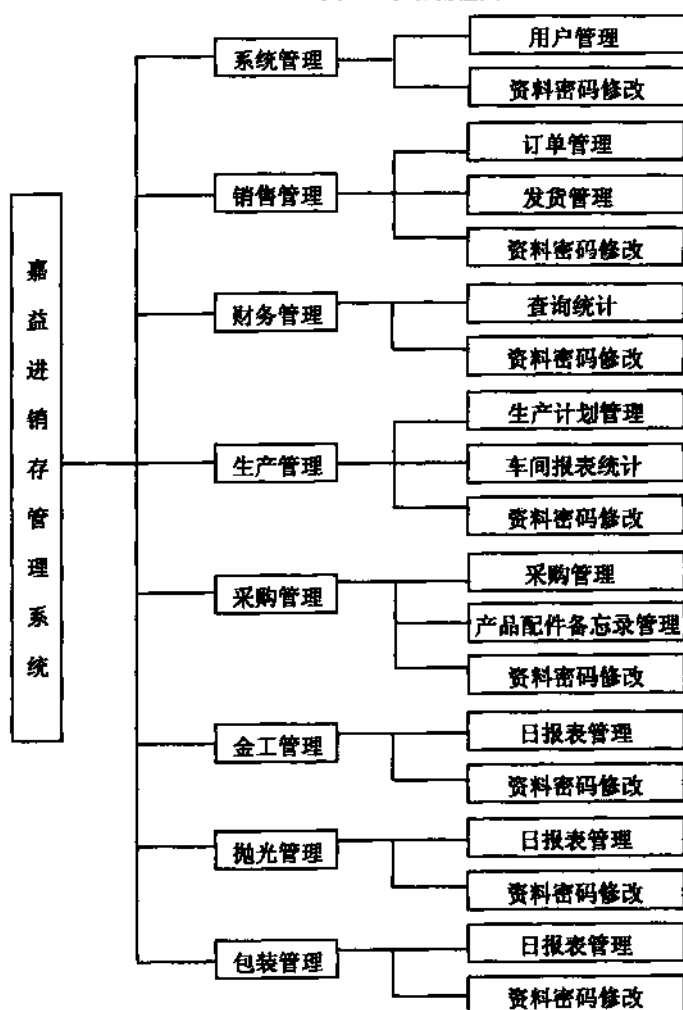 嘉益进销存管理系统
系统管理
用户管理
资料密码修改
销售管理
订单管理
发货管理
资料密码修改
财务管理
查询统计
资料密码修改
生产管理
生产计划管理
车间报表统计
资料密码修改
采购管理
采购管理
产品配件备忘录管理
资料密码修改
金工管理
日报表管理
资料密码修改
抛光管理
日报表管理
资料密码修改
包装管理
日报表管理
资料密码修改